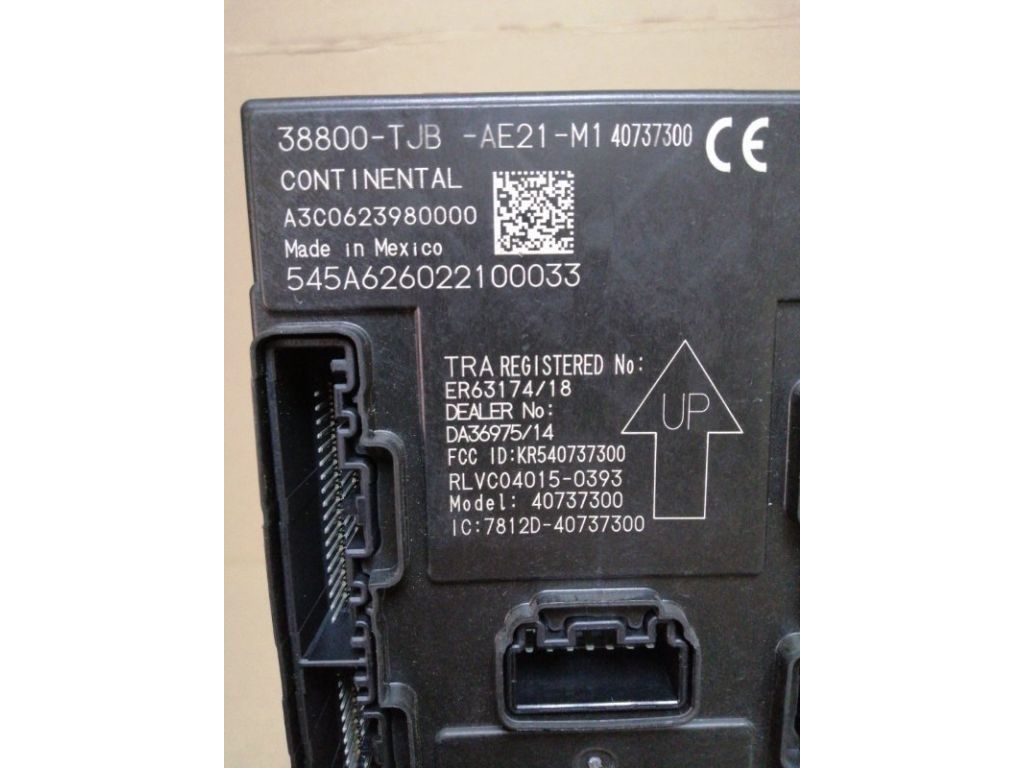 38800-TJB -AE21-M1 40737300 CE
CONTINENTAL
A3C0623980000
Made in Mexico
545A626022100033
TRA REGISTERED No:
ER63174/18
DEALER No:
DA36975/14
FCC ID:KR540737300
RLVC04015-0393
Model: 40737300
IC:7812D-40737300
UP